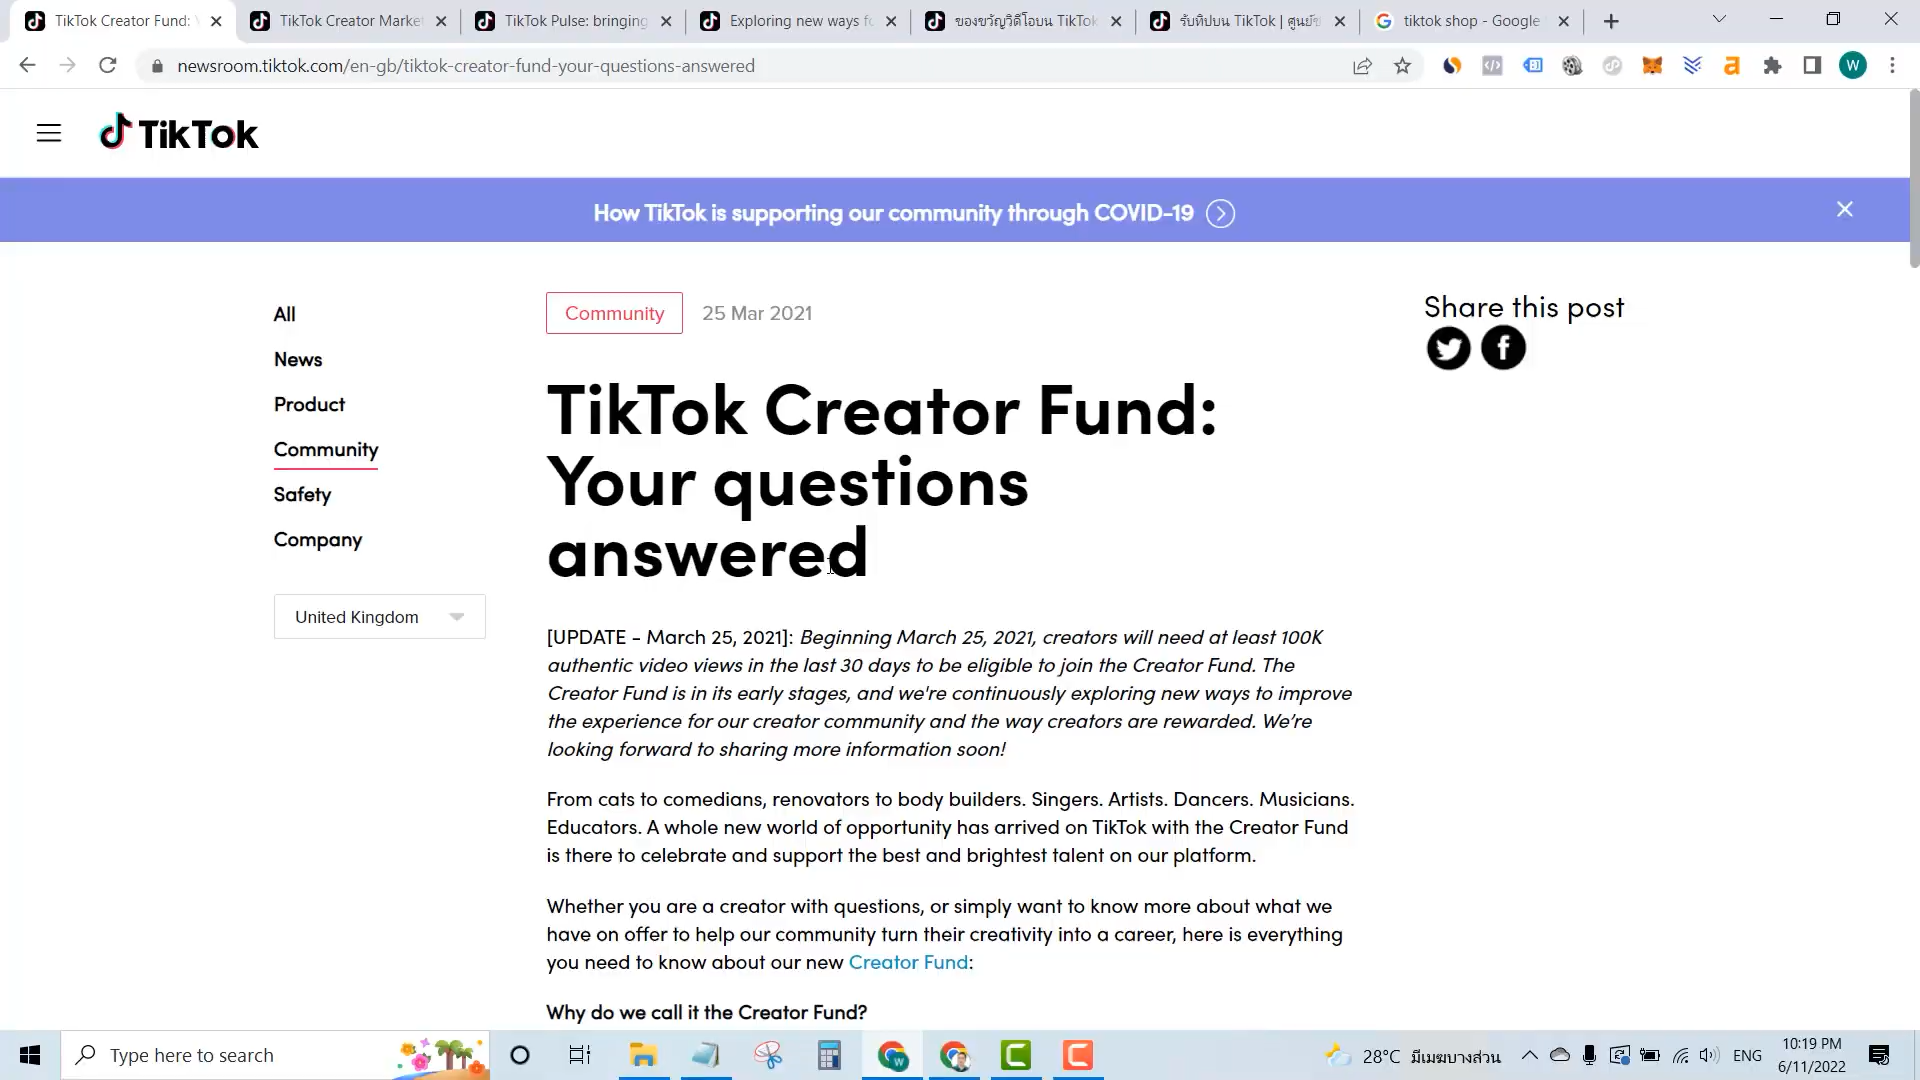 TikTok Creator Fund:
TikTok Creator Market
TikTok Pulse: bringing
Exploring new ways f
ของขวัญวิดีโอบน TikTok
รับทิปบน TikTok | ศูนย์ช
tiktok shop - Google
newsroom.tiktok.com/en-gb/tiktok-creator-fund-your-questions-answered
W
TikTok
How TikTok is supporting our community through COVID-19
All
News
Product
Community
Safety
Company
United Kingdom
Community 25 Mar 2021
Share this post
TikTok Creator Fund:
Your questions
answered
[UPDATE - March 25, 2021]: Beginning March 25, 2021, creators will need at least 100K
authentic video views in the last 30 days to be eligible to join the Creator Fund. The
Creator Fund is in its early stages, and we're continuously exploring new ways to improve
the experience for our creator community and the way creators are rewarded. We're
looking forward to sharing more information soon!
From cats to comedians, renovators to body builders. Singers. Artists. Dancers. Musicians.
Educators. A whole new world of opportunity has arrived on TikTok with the Creator Fund
is there to celebrate and support the best and brightest talent on our platform.
Whether you are a creator with questions, or simply want to know more about what we
have on offer to help our community turn their creativity into a career, here is everything
you need to know about our new Creator Fund:
Why do we call it the Creator Fund?
Type here to search
28°C มีเมฆบางส่วน
ENG
10:19 PM
6/11/2022